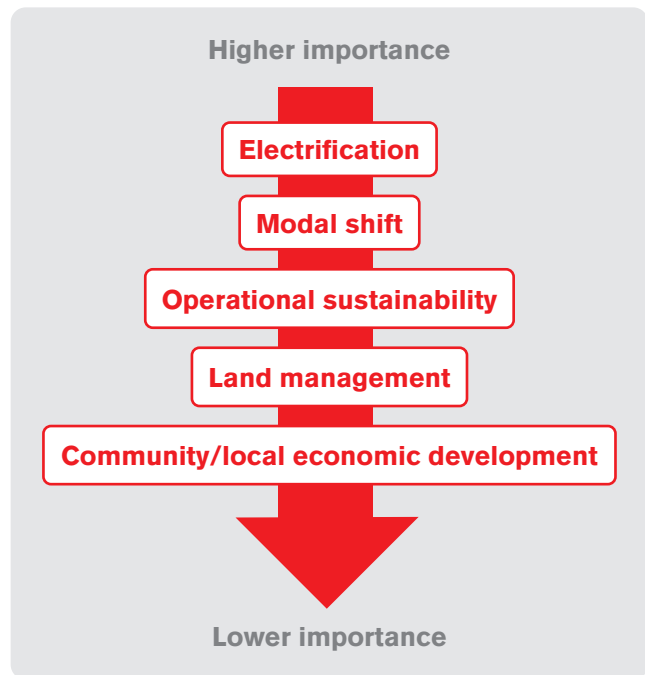 Higher importance
Electrification
Modal shift
Operational sustainability
Land management
Community/local economic development
Lower importance